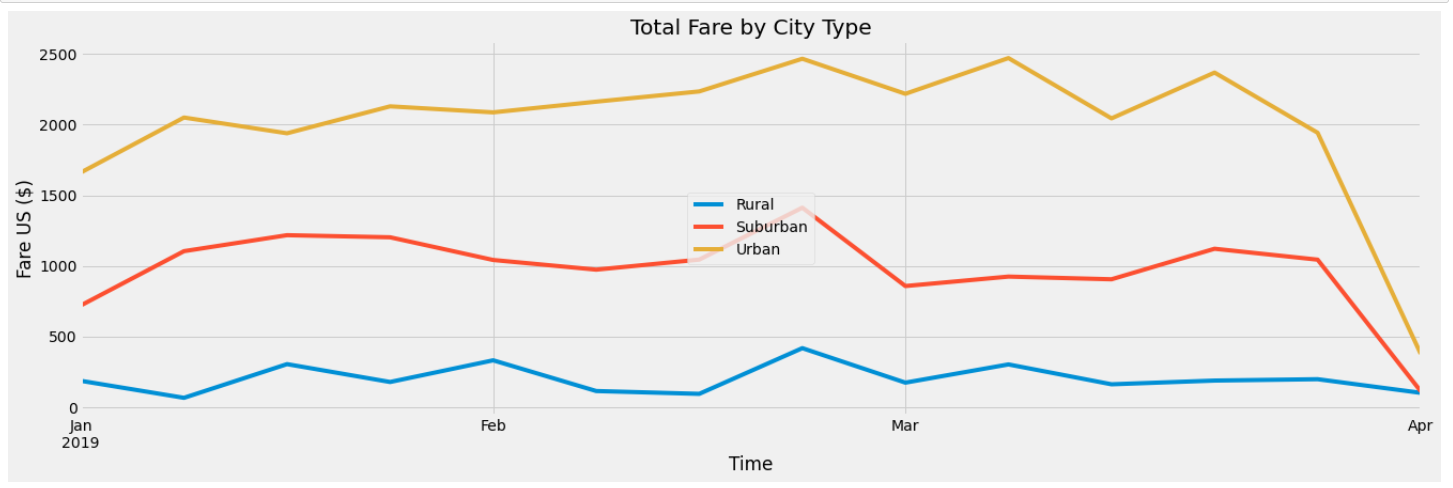 Total Fare by City Type
2500
2000
1500
1000
500
0
Fare US ($)
Rural
Suburban
Urban
Jan Feb Mar Apr
2019
Time